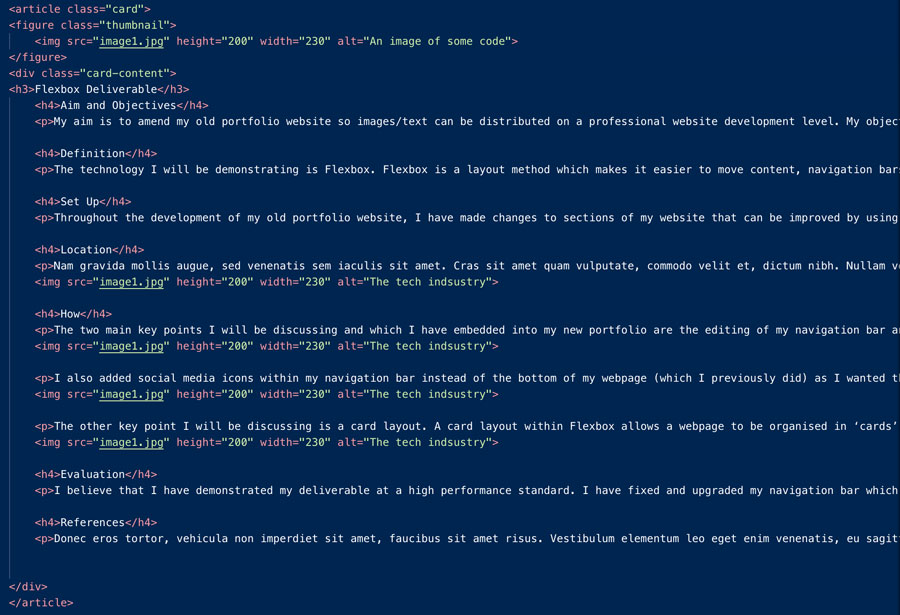 <article class="card">
<figure class="thumbnail">
<img src="image1.jpg" height="200" width="230" alt="An image of some code">
</figure>
<div class="card-content">
<h3>Flexbox Deliverable</h3>
<h4>Aim and Objectives</h4>
<p>My aim is to amend my old portfolio website so images/text can be distributed on a professional website development level. My objec
<h4>Definition</h4>
<p>The technology I will be demonstrating is Flexbox. Flexbox is a layout method which makes it easier to move content, navigation bar
<h4>Set Up</h4>
<p>Throughout the development of my old portfolio website, I have made changes to sections of my website that can be improved by using
<h4>Location</h4>
<p>Nam gravida mollis augue, sed venenatis sem iaculis sit amet. Cras sit amet quam vulputate, commodo velit et, dictum nibh. Nullam v
<img src="image1.jpg" height="200" width="230" alt="The tech indsustry">
<h4>How</h4>
<p>The two main key points I will be discussing and which I have embedded into my new portfolio are the editing of my navigation bar a
<img src="image1.jpg" height="200" width="230" alt="The tech indsustry">
<p>I also added social media icons within my navigation bar instead of the bottom of my webpage (which I previously did) as I wanted t
<img src="image1.jpg" height="200" width="230" alt="The tech indsustry">
<p>The other key point I will be discussing is a card layout. A card layout within Flexbox allows a webpage to be organised in ‘cards’
<img src="image1.jpg" height="200" width="230" alt="The tech indsustry">
<h4>Evaluation</h4>
<p>I believe that I have demonstrated my deliverable at a high performance standard. I have fixed and upgraded my navigation bar which
<h4>References</h4>
<p>Donec eros tortor, vehicula non imperdiet sit amet, faucibus sit amet risus. Vestibulum elementum leo eget enim venenatis, eu sagit
</div>
</article>